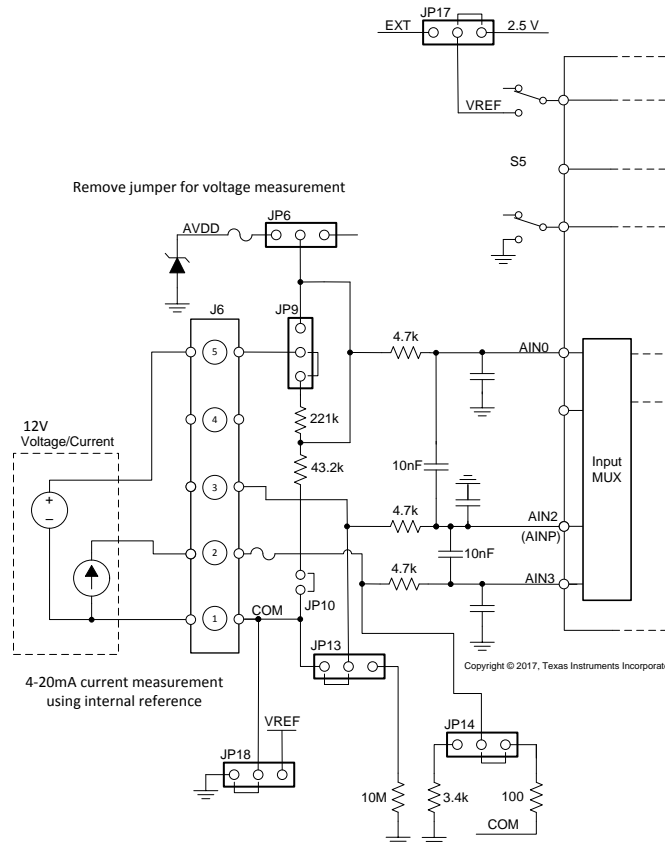 JP17
EXT
2.5 V
VREF
S5
Remove jumper for voltage measurement
JP6
AVDD
J6
JP9
5
4.7k
AIN0
221k
4
12V
Voltage/Current
43.2k
10nF
Input
MUX
3
4.7k
AIN2
(AINP)
+
–
10nF
2
4.7k
AIN3
JP10
1
COM
JP13
Copyright © 2017, Texas Instruments Incorporate
4-20mA current measurement
using internal reference
VREF
JP14
JP18
10M
3.4k
100
COM